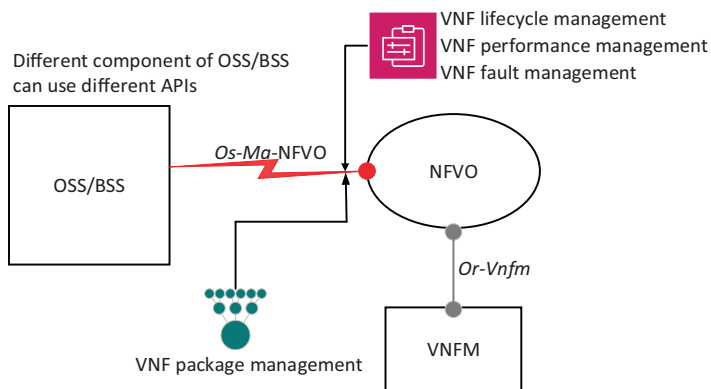 VNF lifecycle management
VNF performance management
VNF fault management
Different component of OSS/BSS
can use different APIs
Os-Ma-NFVO
OSS/BSS
NFVO
Or-Vnfm
VNFM
VNF package management